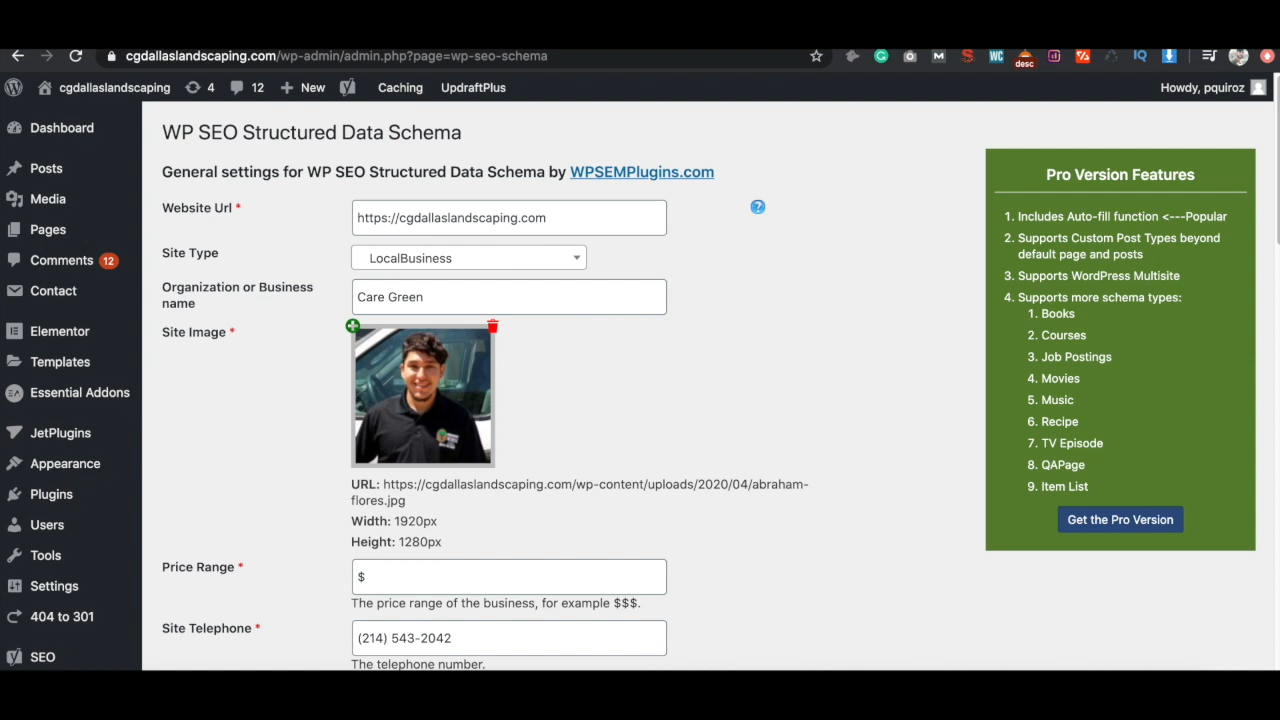 cgdallaslandscaping.com/wp-admin/admin.php?page=wp-seo-schema
M
S
WC
desc
IQ
cgdallaslandscaping
4
12
New
Caching
UpdraftPlus
Howdy, pquiroz
Dashboard
Posts
Media
Pages
Comments 12
Contact
Elementor
Templates
Essential Addons
JetPlugins
Appearance
Plugins
Users
Tools
Settings
404 to 301
SEO
WP SEO Structured Data Schema
General settings for WP SEO Structured Data Schema by WPSEMPlugins.com
Website Url *
https://cgdallaslandscaping.com
?
Site Type
LocalBusiness
Organization or Business
name
Care Green
Site Image *
URL: https://cgdallaslandscaping.com/wp-content/uploads/2020/04/abraham-
flores.jpg
Width: 1920px
Height: 1280px
Price Range *
$
The price range of the business, for example $$$.
Site Telephone *
(214) 543-2042
The telephone number.
Pro Version Features
1. Includes Auto-fill function <---Popular
2. Supports Custom Post Types beyond
default page and posts
3. Supports WordPress Multisite
4. Supports more schema types:
1. Books
2. Courses
3. Job Postings
4. Movies
5. Music
6. Recipe
7. TV Episode
8. QAPage
9. Item List
Get the Pro Version